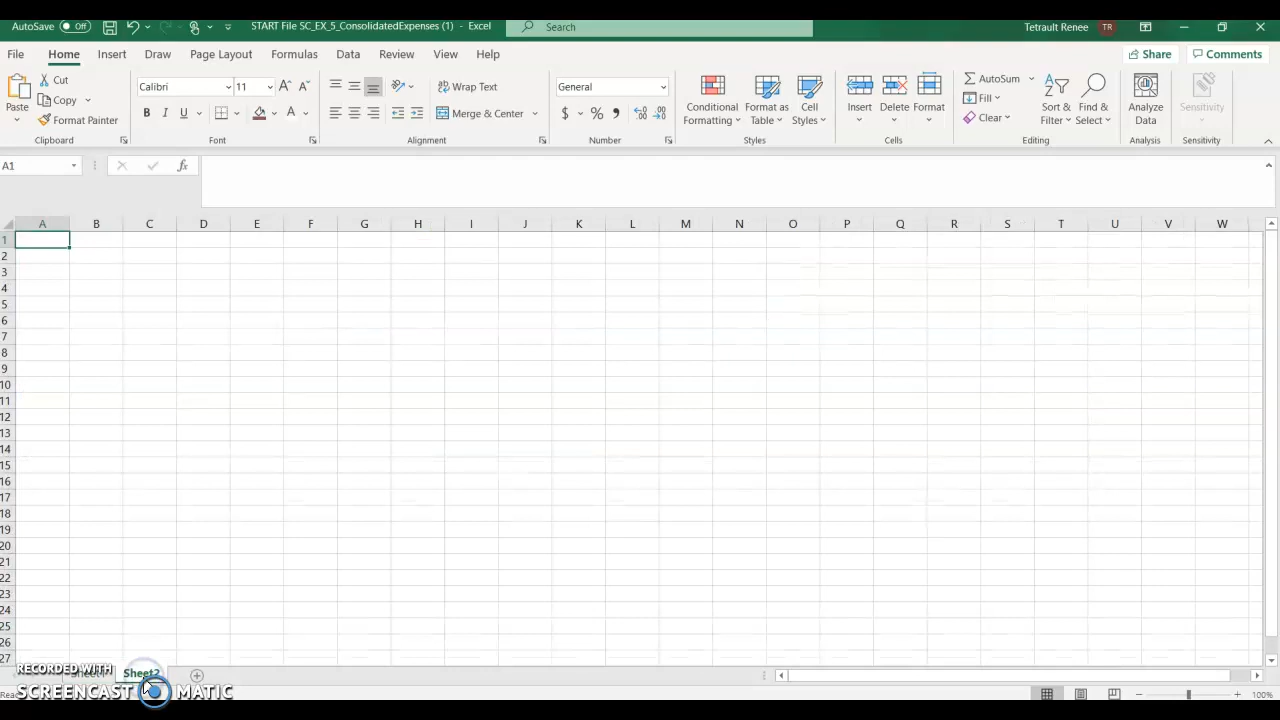 AutoSave Off START File SC_EX_5_ConsolidatedExpenses (1) - Excel Search Tetrault Renee TR
File Home Insert Draw Page Layout Formulas Data Review View Help Share Comments
Paste Cut Copy Format Painter Clipboard
Calibri 11 B I U A Font
Wrap Text Merge & Center Alignment
General $ % Number
Conditional Formatting Format as Table Cell Styles Styles
Insert Delete Format Cells
AutoSum Fill Clear Sort & Filter Find & Select Editing
Analyze Data Analysis
Sensitivity Sensitivity
A1 fx
A B C D E F G H I J K L M N O P Q R S T U V W
1
2
3
4
5
6
7
8
9
10
11
12
13
14
15
16
17
18
19
20
21
22
23
24
25
26
27
RECORDED WITH
Sheet2
SCREENCAST MATIC
100%